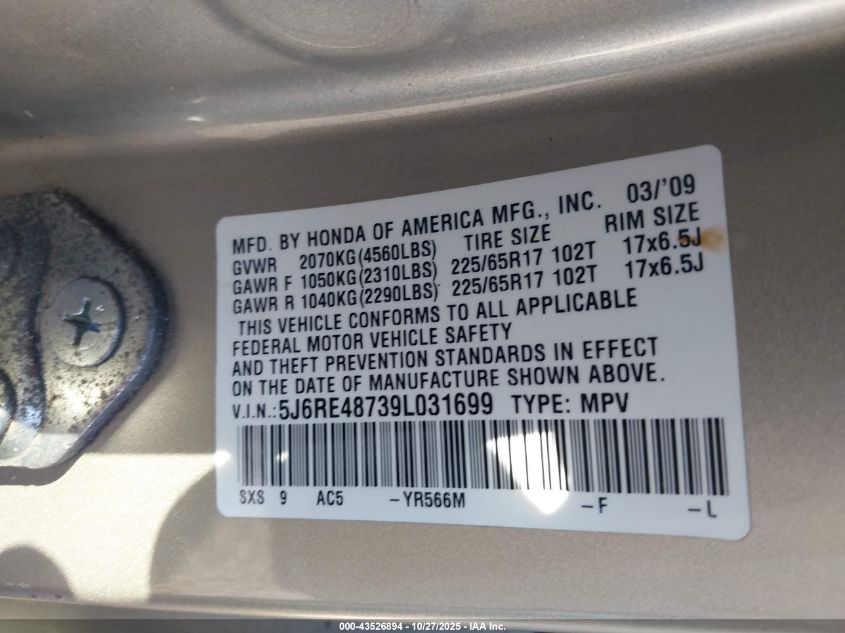 MFD. BY HONDA OF AMERICA MFG., INC. 03/'09
GVWR 2070KG(4560LBS) TIRE SIZE RIM SIZE
GAWR F 1050KG(2310LBS) 225/65R17 102T 17x6.5J
GAWR R 1040KG(2290LBS) 225/65R17 102T 17x6.5J
THIS VEHICLE CONFORMS TO ALL APPLICABLE
FEDERAL MOTOR VEHICLE SAFETY
AND THEFT PREVENTION STANDARDS IN EFFECT
ON THE DATE OF MANUFACTURE SHOWN ABOVE.
V.I.N.:5J6RE48739L031699 TYPE: MPV
SXS 9 AC5 -YR566M -F -L
000-43526894 - 10/27/2025 - IAA Inc.